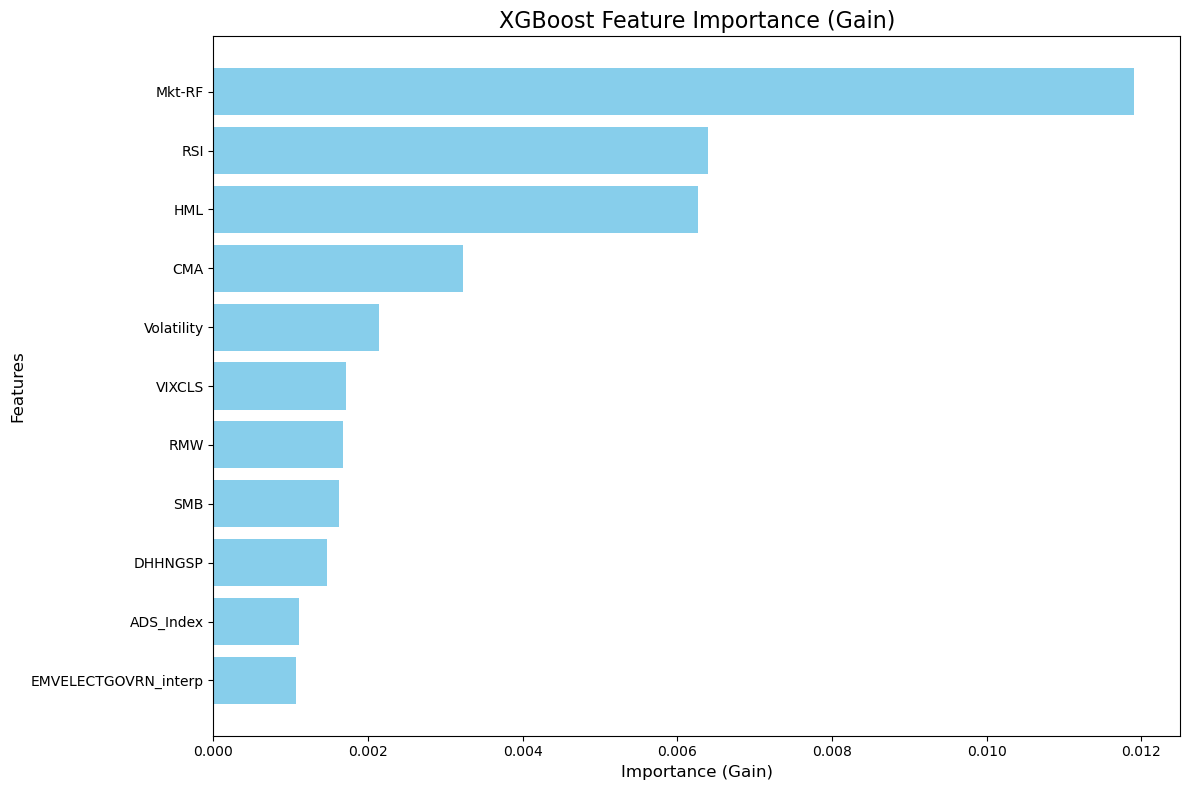 XGBoost Feature Importance (Gain)
Mkt-RF
RSI
HML
CMA
Volatility
VIXCLS
RMW
SMB
DHHNGSP
ADS_Index
EMVELECTGOVRN_interp
Features
0.000 0.002 0.004 0.006 0.008 0.010 0.012
Importance (Gain)